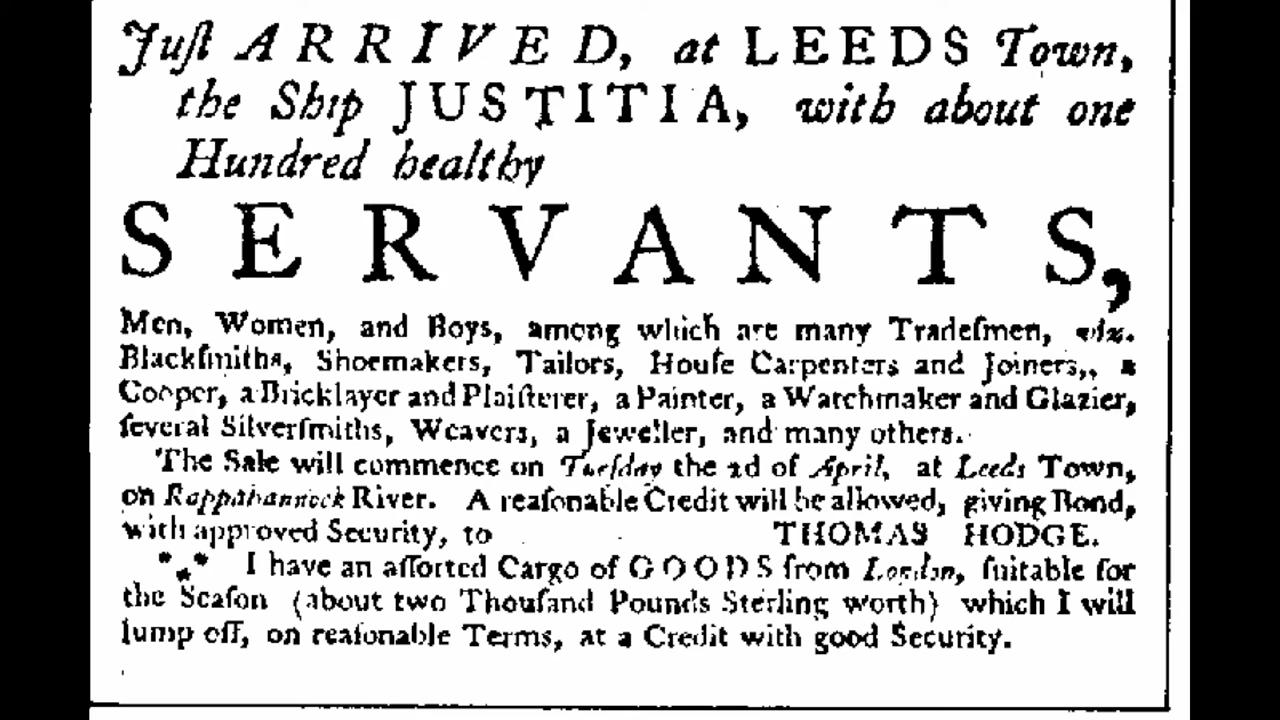 Juſt ARRIVED, at LEEDS Town,
the Ship JUSTITIA, with about one
Hundred healthy
SERVANTS,
Men, Women, and Boys, among which are many Tradeſmen, viz.
Blackſmiths, Shoemakers, Tailors, Houſe Carpenters and Joiners,, a
Cooper, a Bricklayer and Plaiſterer, a Painter, a Watchmaker and Glazier,
ſeveral Silverſmiths, Weavers, a Jeweller, and many others.
The Sale will commence on Tueſday the 2d of April, at Leeds Town,
on Rappahannock River. A reaſonable Credit will be allowed, giving Bond,
with approved Security, to THOMAS HODGE.
*** I have an aſſorted Cargo of GOODS from London, ſuitable for
the Seaſon (about two Thouſand Pounds Sterling worth) which I will
lump off, on reaſonable Terms, at a Credit with good Security.